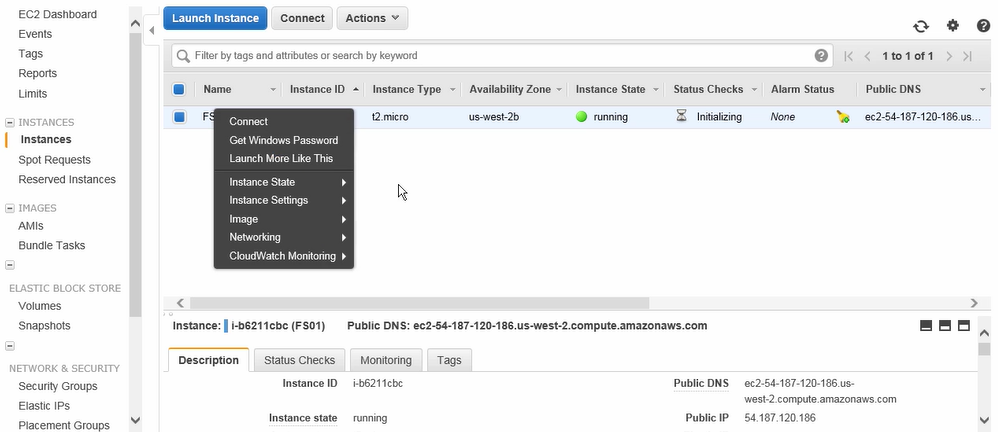 EC2 Dashboard
Events
Tags
Reports
Limits
INSTANCES
Instances
Spot Requests
Reserved Instances
IMAGES
AMIs
Bundle Tasks
ELASTIC BLOCK STORE
Volumes
Snapshots
NETWORK & SECURITY
Security Groups
Elastic IPs
Placement Groups
Launch Instance Connect Actions
Filter by tags and attributes or search by keyword ? 1 to 1 of 1
Name Instance ID Instance Type Availability Zone Instance State Status Checks Alarm Status Public DNS
FS t2.micro us-west-2b running Initializing None ec2-54-187-120-186.us...
Connect
Get Windows Password
Launch More Like This
Instance State
Instance Settings
Image
Networking
CloudWatch Monitoring
Instance: i-b6211cbc (FS01) Public DNS: ec2-54-187-120-186.us-west-2.compute.amazonaws.com
Description Status Checks Monitoring Tags
Instance ID i-b6211cbc Public DNS ec2-54-187-120-186.us-
west-2.compute.amazonaws.com
Instance state running Public IP 54.187.120.186